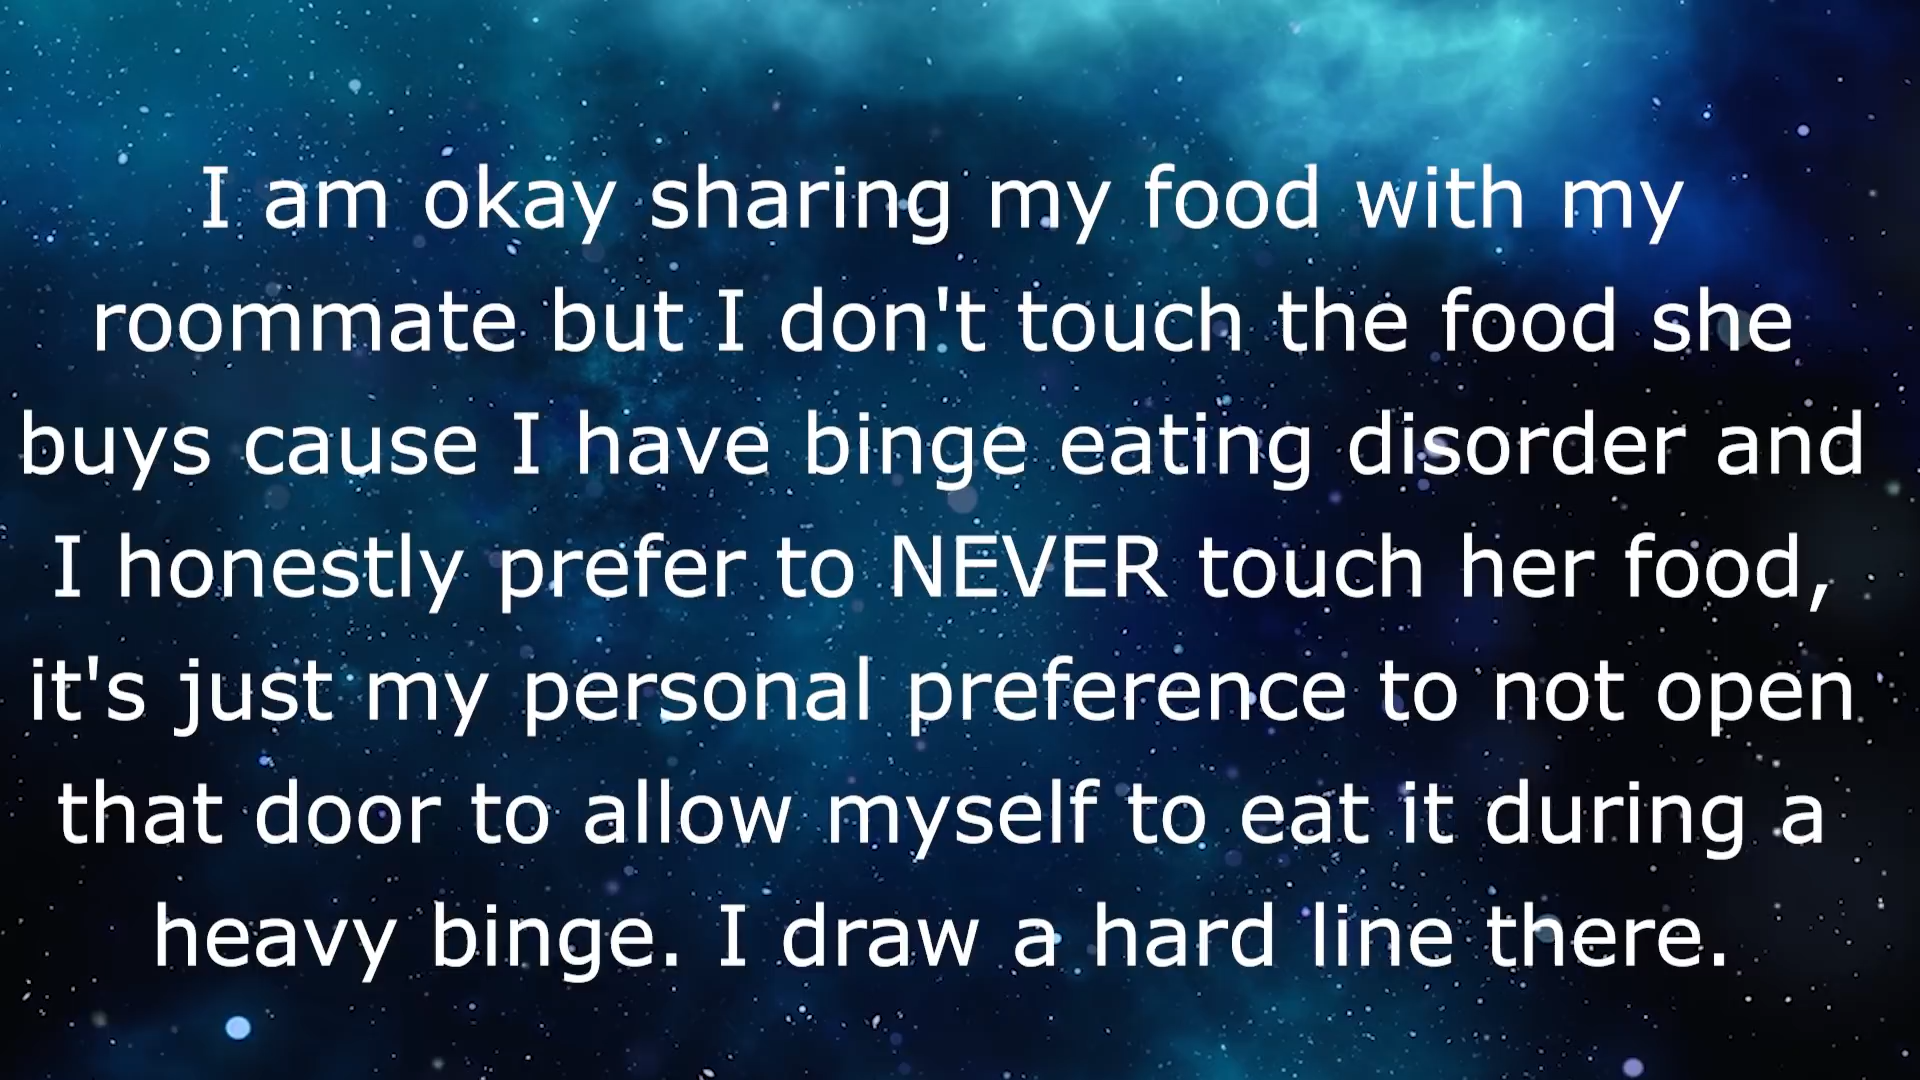 I am okay sharing my food with my
roommate but I don't touch the food she
buys cause I have binge eating disorder and
I honestly prefer to NEVER touch her food,
it's just my personal preference to not open
that door to allow myself to eat it during a
heavy binge. I draw a hard line there.